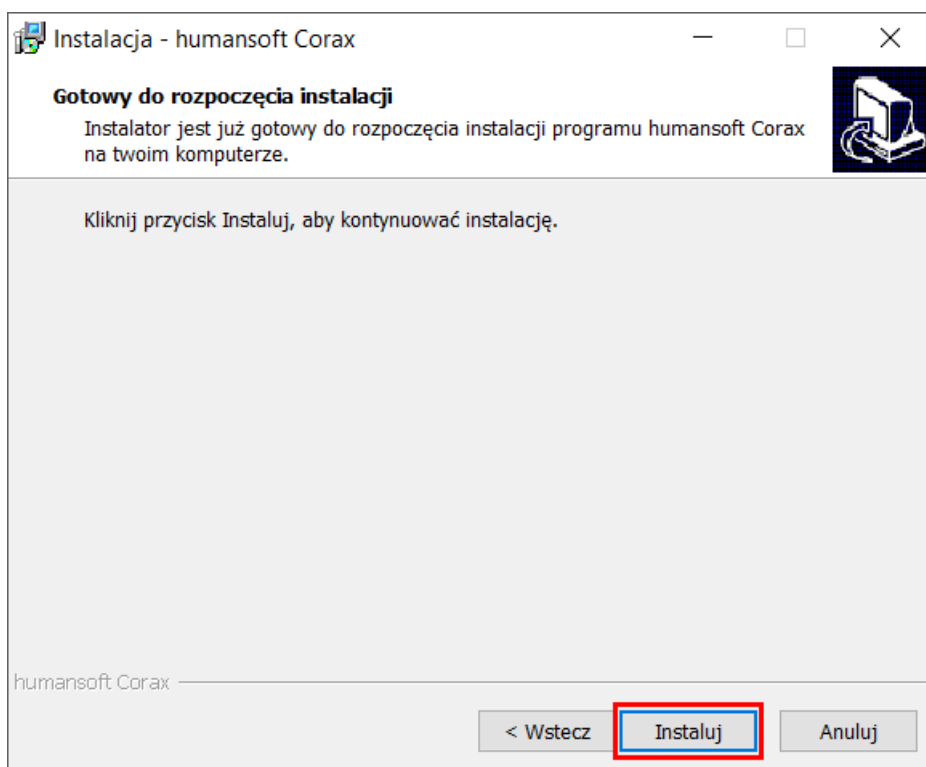 Instalacja - humansoft Corax
Gotowy do rozpoczęcia instalacji
Instalator jest już gotowy do rozpoczęcia instalacji programu humansoft Corax
na twoim komputerze.
Kliknij przycisk Instaluj, aby kontynuować instalację.
humansoft Corax
< Wstecz
Instaluj
Anuluj